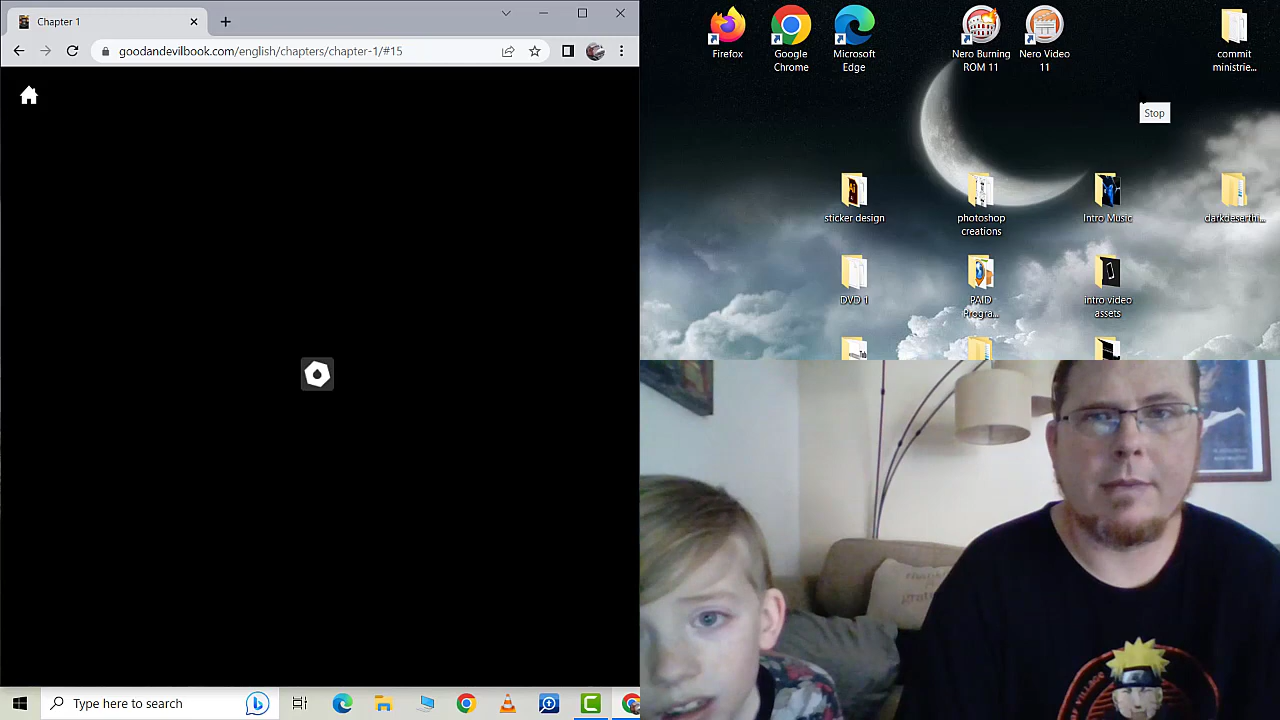 Chapter 1
goodandevilbook.com/english/chapters/chapter-1/#15
Type here to search
Firefox
Google
Chrome
Microsoft
Edge
Nero Burning
ROM 11
Nero Video
11
commit
ministrie...
Stop
sticker design
photoshop
creations
Intro Music
darkdeserthi...
DVD 1
PAID
Progra...
intro video
assets